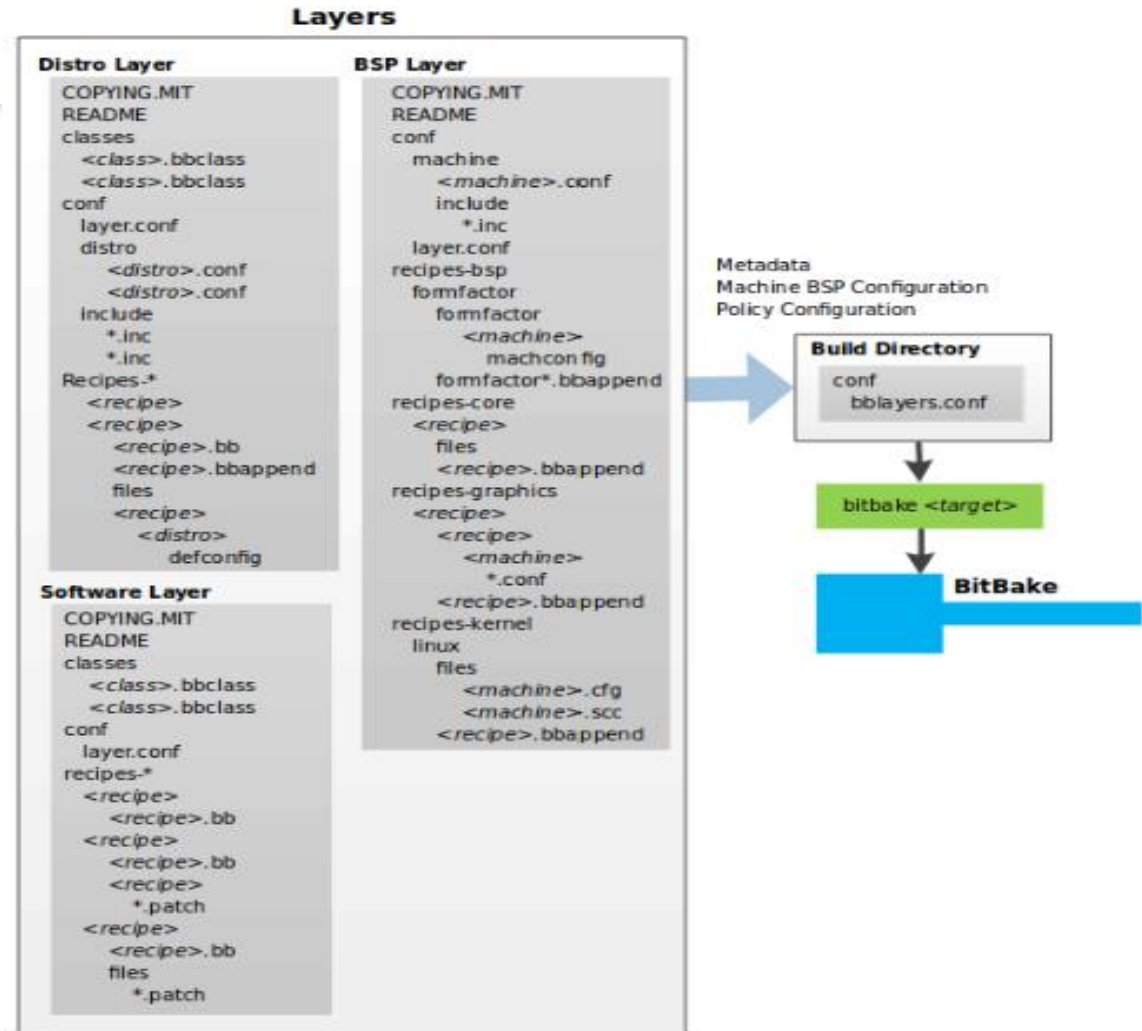 Layers
Distro Layer
COPYING.MIT
README
classes
<class>.bbclass
<class>.bbclass
conf
layer.conf
distro
<distro>.conf
<distro>.conf
include
*.inc
*.inc
Recipes-*
<recipe>
<recipe>
<recipe>.bb
<recipe>.bbappend
files
<recipe>
<distro>
defconfig
Software Layer
COPYING.MIT
README
classes
<class>.bbclass
<class>.bbclass
conf
layer.conf
recipes-*
<recipe>
<recipe>.bb
<recipe>
<recipe>.bb
<recipe>
*.patch
<recipe>
<recipe>.bb
files
*.patch
BSP Layer
COPYING.MIT
README
conf
machine
<machine>.conf
include
*.inc
layer.conf
recipes-bsp
formfactor
formfactor
<machine>
machconfig
formfactor*.bbappend
recipes-core
<recipe>
files
<recipe>.bbappend
recipes-graphics
<recipe>
<recipe>
<machine>
*.conf
<recipe>.bbappend
recipes-kernel
linux
files
<machine>.cfg
<machine>.scc
<recipe>.bbappend
Metadata
Machine BSP Configuration
Policy Configuration
Build Directory
conf
bblayers.conf
bitbake <target>
BitBake